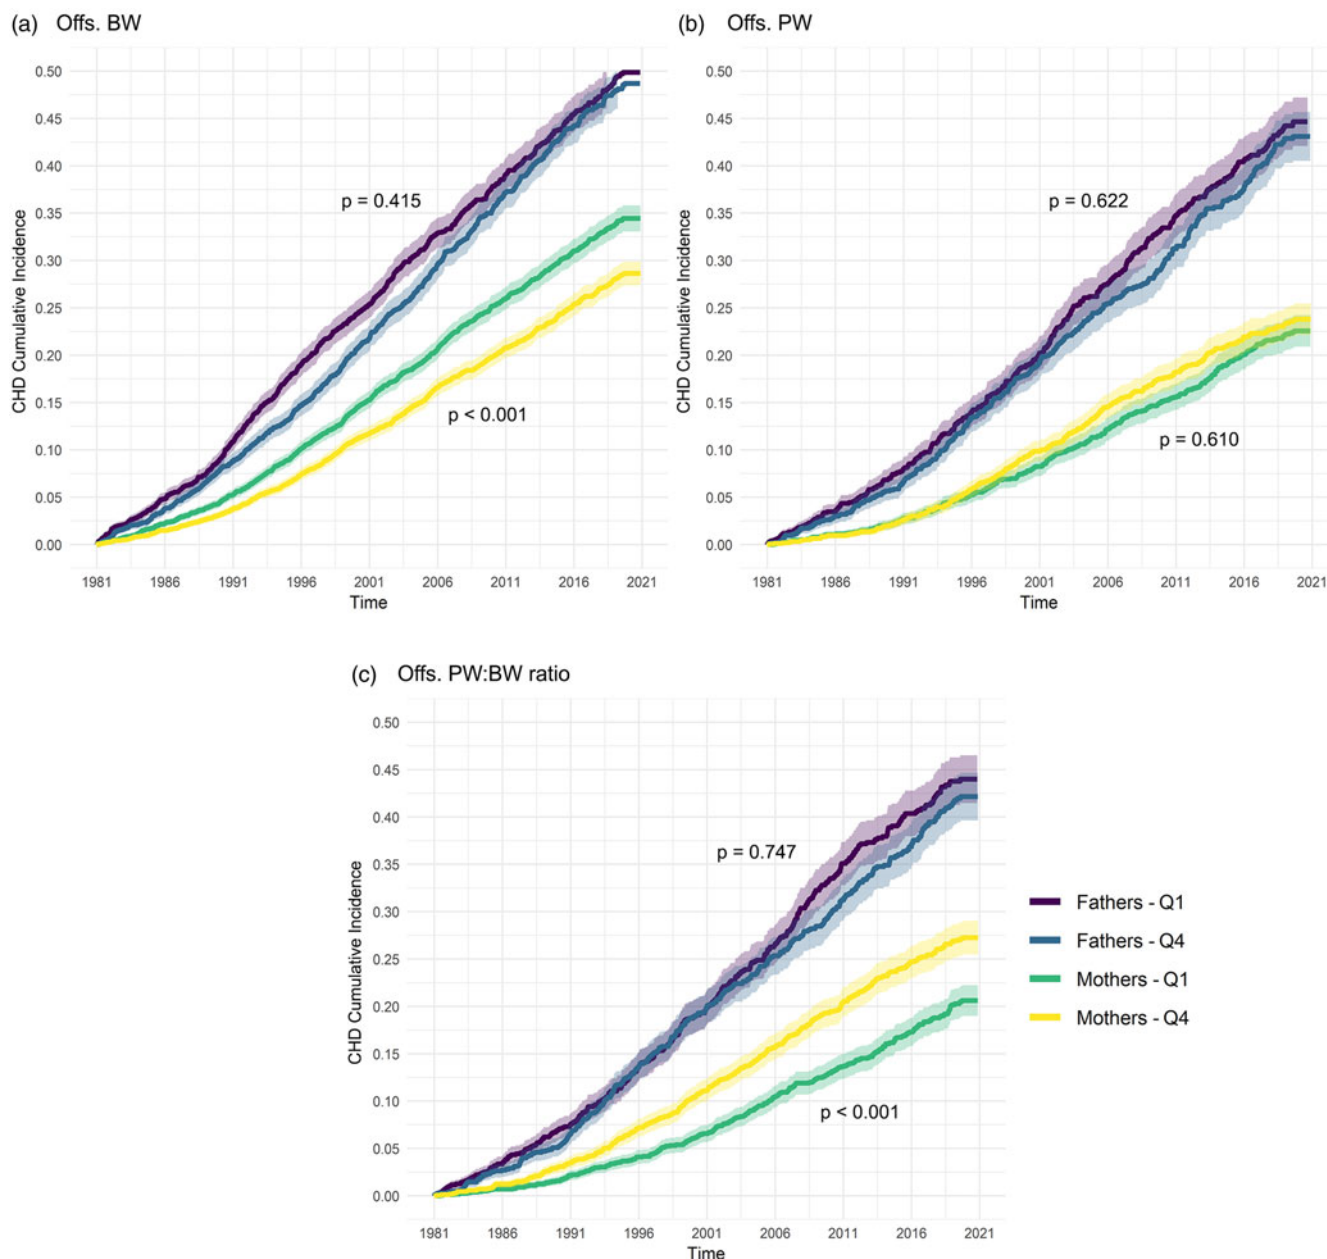 (a) Offs. BW
0.50
0.45
0.40
0.35
0.30
0.25
0.20
0.15
0.10
0.05
0.00
CHD Cumulative Incidence
p = 0.415
p < 0.001
1981 1986 1991 1996 2001 2006 2011 2016 2021
Time
(b) Offs. PW
0.50
0.45
0.40
0.35
0.30
0.25
0.20
0.15
0.10
0.05
0.00
CHD Cumulative Incidence
p = 0.622
p = 0.610
1981 1986 1991 1996 2001 2006 2011 2016 2021
Time
(c) Offs. PW:BW ratio
0.50
0.45
0.40
0.35
0.30
0.25
0.20
0.15
0.10
0.05
0.00
CHD Cumulative Incidence
p = 0.747
p < 0.001
1981 1986 1991 1996 2001 2006 2011 2016 2021
Time
Fathers - Q1
Fathers - Q4
Mothers - Q1
Mothers - Q4